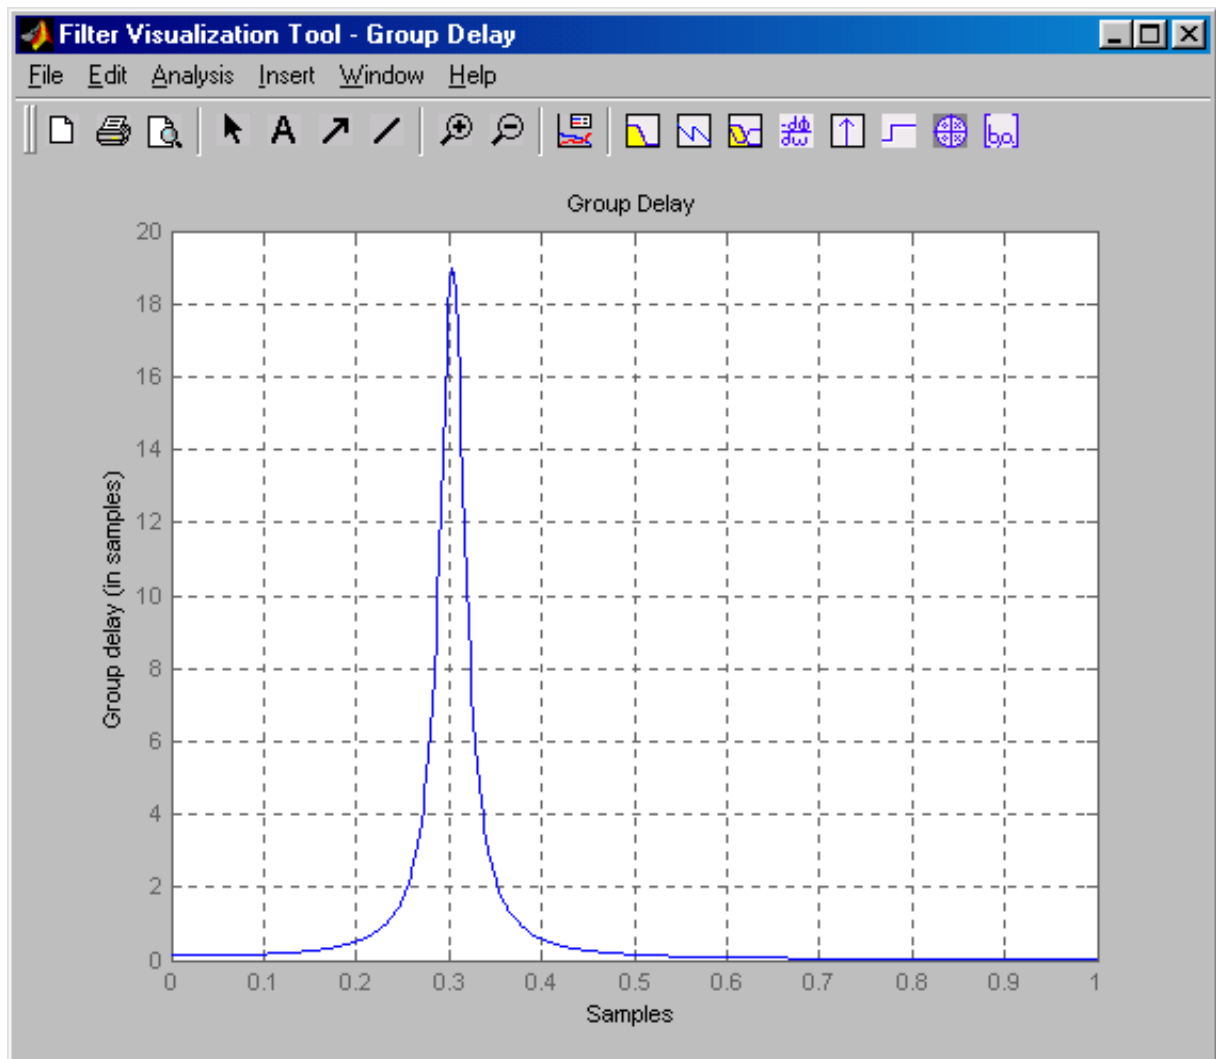 Filter Visualization Tool - Group Delay
File Edit Analysis Insert Window Help
A
-dϕ
dω
[b,a]
Group Delay
Group delay (in samples)
20
18
16
14
12
10
8
6
4
2
0
0 0.1 0.2 0.3 0.4 0.5 0.6 0.7 0.8 0.9 1
Samples